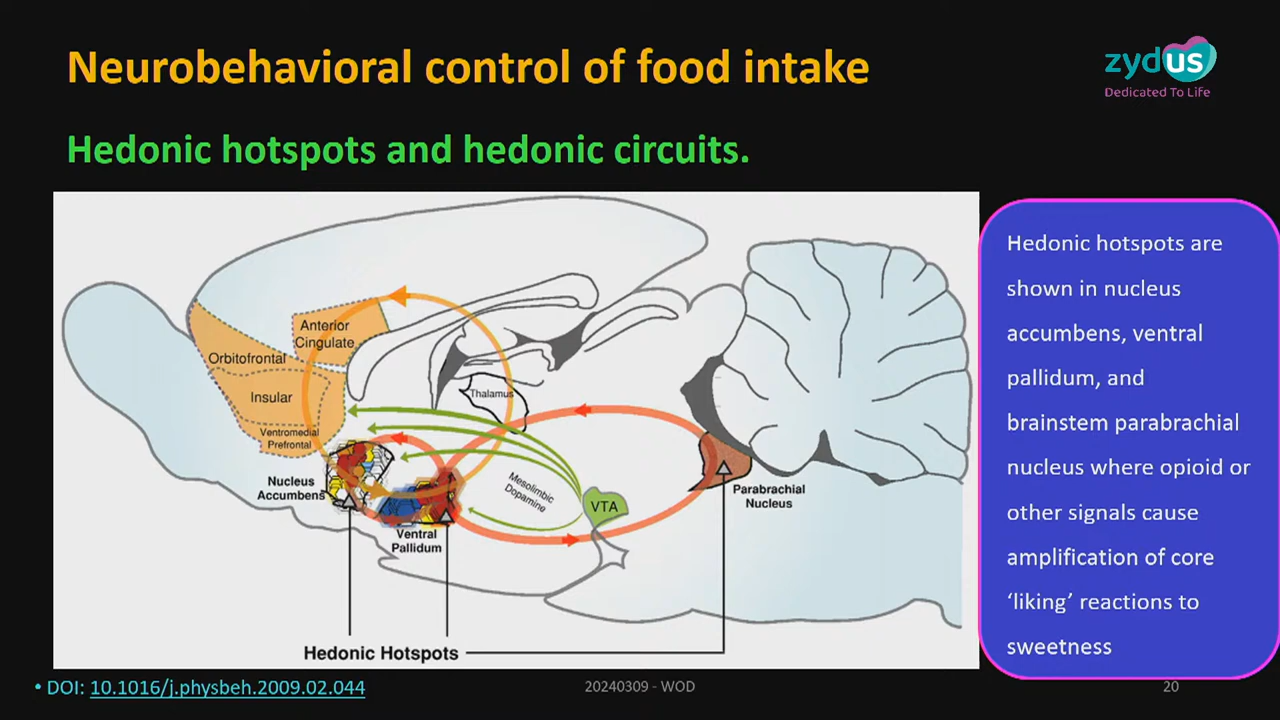 Neurobehavioral control of food intake
zydus
Dedicated To Life
Hedonic hotspots and hedonic circuits.
Anterior
Cingulate
Orbitofrontal
Insular
Ventromedial
Prefrontal
Thalamus
Nucleus
Accumbens
Ventral
Pallidum
Mesolimbic
Dopamine
VTA
Parabrachial
Nucleus
Hedonic Hotspots
Hedonic hotspots are
shown in nucleus
accumbens, ventral
pallidum, and
brainstem parabrachial
nucleus where opioid or
other signals cause
amplification of core
‘liking’ reactions to
sweetness
• DOI: 10.1016/j.physbeh.2009.02.044
20240309 - WOD
20